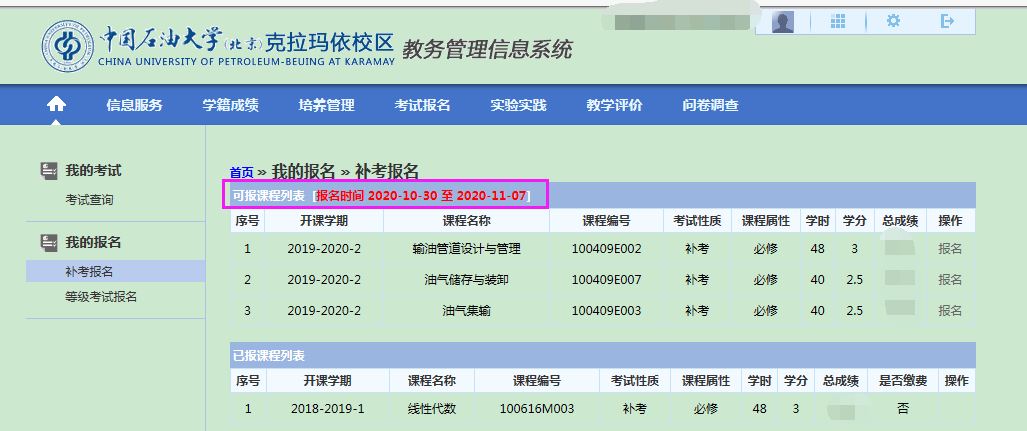 中国石油大学(北京)克拉玛依校区 教务管理信息系统
CHINA UNIVERSITY OF PETROLEUM-BEIJING AT KARAMAY
信息服务 学籍成绩 培养管理 考试报名 实验实践 教学评价 问卷调查
我的考试
考试查询
我的报名
补考报名
等级考试报名
首页 » 我的报名 » 补考报名
可报课程列表 [报名时间 2020-10-30 至 2020-11-07]
序号 开课学期 课程名称 课程编号 考试性质 课程属性 学时 学分 总成绩 操作
1 2019-2020-2 输油管道设计与管理 100409E002 补考 必修 48 3 报名
2 2019-2020-2 油气储存与装卸 100409E007 补考 必修 40 2.5 报名
3 2019-2020-2 油气集输 100409E003 补考 必修 40 2.5 报名
已报课程列表
序号 开课学期 课程名称 课程编号 考试性质 课程属性 学时 学分 总成绩 是否缴费 操作
1 2018-2019-1 线性代数 100616M003 补考 必修 48 3 否